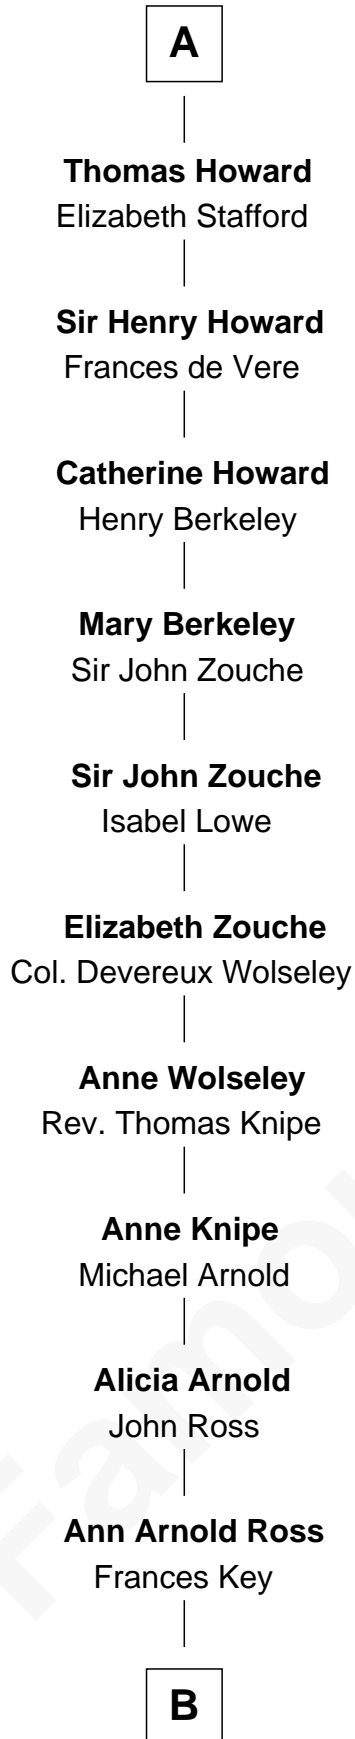 A
Thomas Howard
Elizabeth Stafford
Sir Henry Howard
Frances de Vere
Catherine Howard
Henry Berkeley
Mary Berkeley
Sir John Zouche
Sir John Zouche
Isabel Lowe
Elizabeth Zouche
Col. Devereux Wolseley
Anne Wolseley
Rev. Thomas Knipe
Anne Knipe
Michael Arnold
Alicia Arnold
John Ross
Ann Arnold Ross
Frances Key
B